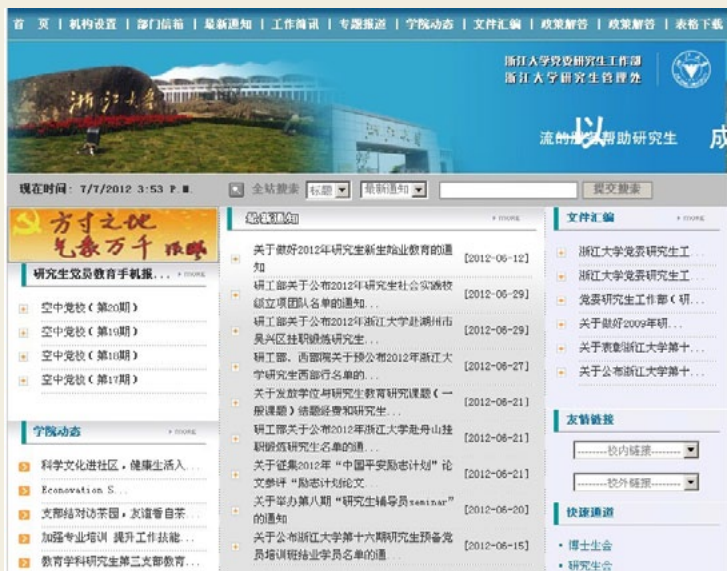 首 页 | 机构设置 | 部门信箱 | 最新通知 | 工作简讯 | 专题报道 | 学院动态 | 文件汇编 | 政策解答 | 政策解答 | 表格下载
浙江大学党委研究生工作部
浙江大学研究生管理处
浙江大学
以 成
流的 帮助研究生
现在时间: 7/7/2012 3:53 P.M. 全站搜索 标题 最新通知 提交搜索
方寸之地
气象万千
研究生党员教育手机报... more
空中党校(第20期)
空中党校(第19期)
空中党校(第18期)
空中党校(第17期)
学院动态 more
科学文化进社区,健康生活入...
Econovation S...
支部结对访茶园,友谊香自茶...
加强专业培训 提升工作技能...
教育学科研究生第三支部教育...
最新通知 more
关于做好2012年研究生新生始业教育的通
知 [2012-06-12]
研工部关于公布2012年研究生社会实践校
级立项团队名单的通知... [2012-06-29]
研工部关于公布2012年浙江大学赴湖州市
吴兴区挂职锻炼研究生... [2012-06-29]
研工部、西部院关于预公布2012年浙江大
学研究生西部行名单的... [2012-06-27]
关于发放学位与研究生教育研究课题(一
般课题)结题经费和研究生... [2012-06-21]
研工部关于公布2012年浙江大学赴舟山挂
职锻炼研究生名单的通... [2012-06-21]
关于征集2012年“中国平安励志计划”论
文参评“励志计划论文... [2012-06-21]
关于举办第八期“研究生辅导员seminar”
的通知 [2012-06-20]
关于公布浙江大学第十六期研究生预备党
员培训班结业学员名单的通... [2012-06-15]
文件汇编 more
浙江大学党委研究生工...
浙江大学党委研究生工...
党委研究生工作部(研...
关于做好2009年研...
关于表彰浙江大学第十...
关于公布浙江大学第十...
友情链接
--------校内链接--------
--------校外链接--------
快速通道
博士生会
研究生会